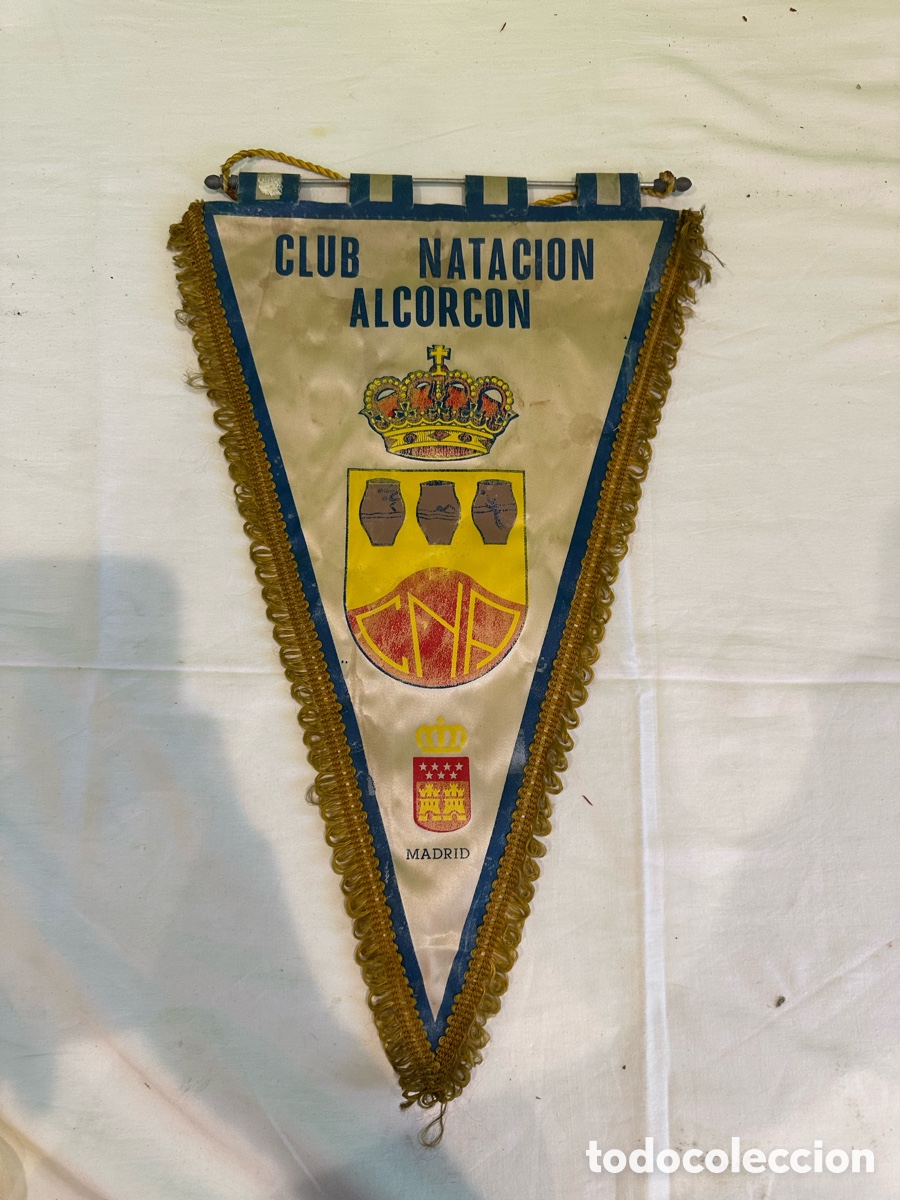 CLUB NATACION
ALCORCON
CNA
MADRID
todocoleccion